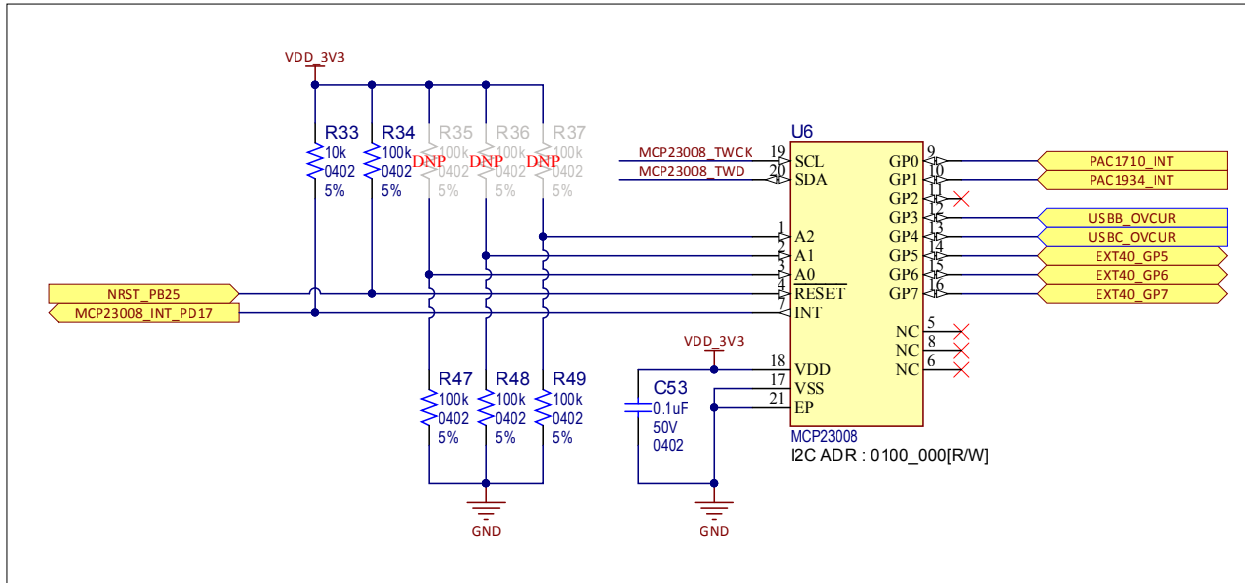 VDD_3V3
R33
10k
0402
5%
R34
100k
0402
5%
R35
100k
0402
5%
DNP
R36
100k
0402
5%
DNP
R37
100k
0402
5%
DNP
U6
MCP23008_TWCK
19
SCL
MCP23008_TWD
20
SDA
1
A2
2
A1
3
A0
4
RESET
7
INT
18
VDD
17
VSS
21
EP
GP0
9
PAC1710_INT
GP1
10
PAC1934_INT
GP2
11
GP3
12
USBB_OVCUR
GP4
13
USBC_OVCUR
GP5
14
EXT40_GP5
GP6
15
EXT40_GP6
GP7
16
EXT40_GP7
NC
5
NC
8
NC
6
NRST_PB25
MCP23008_INT_PD17
R47
100k
0402
5%
R48
100k
0402
5%
R49
100k
0402
5%
GND
VDD_3V3
C53
0.1uF
50V
0402
GND
MCP23008
I2C ADR : 0100_000[R/W]